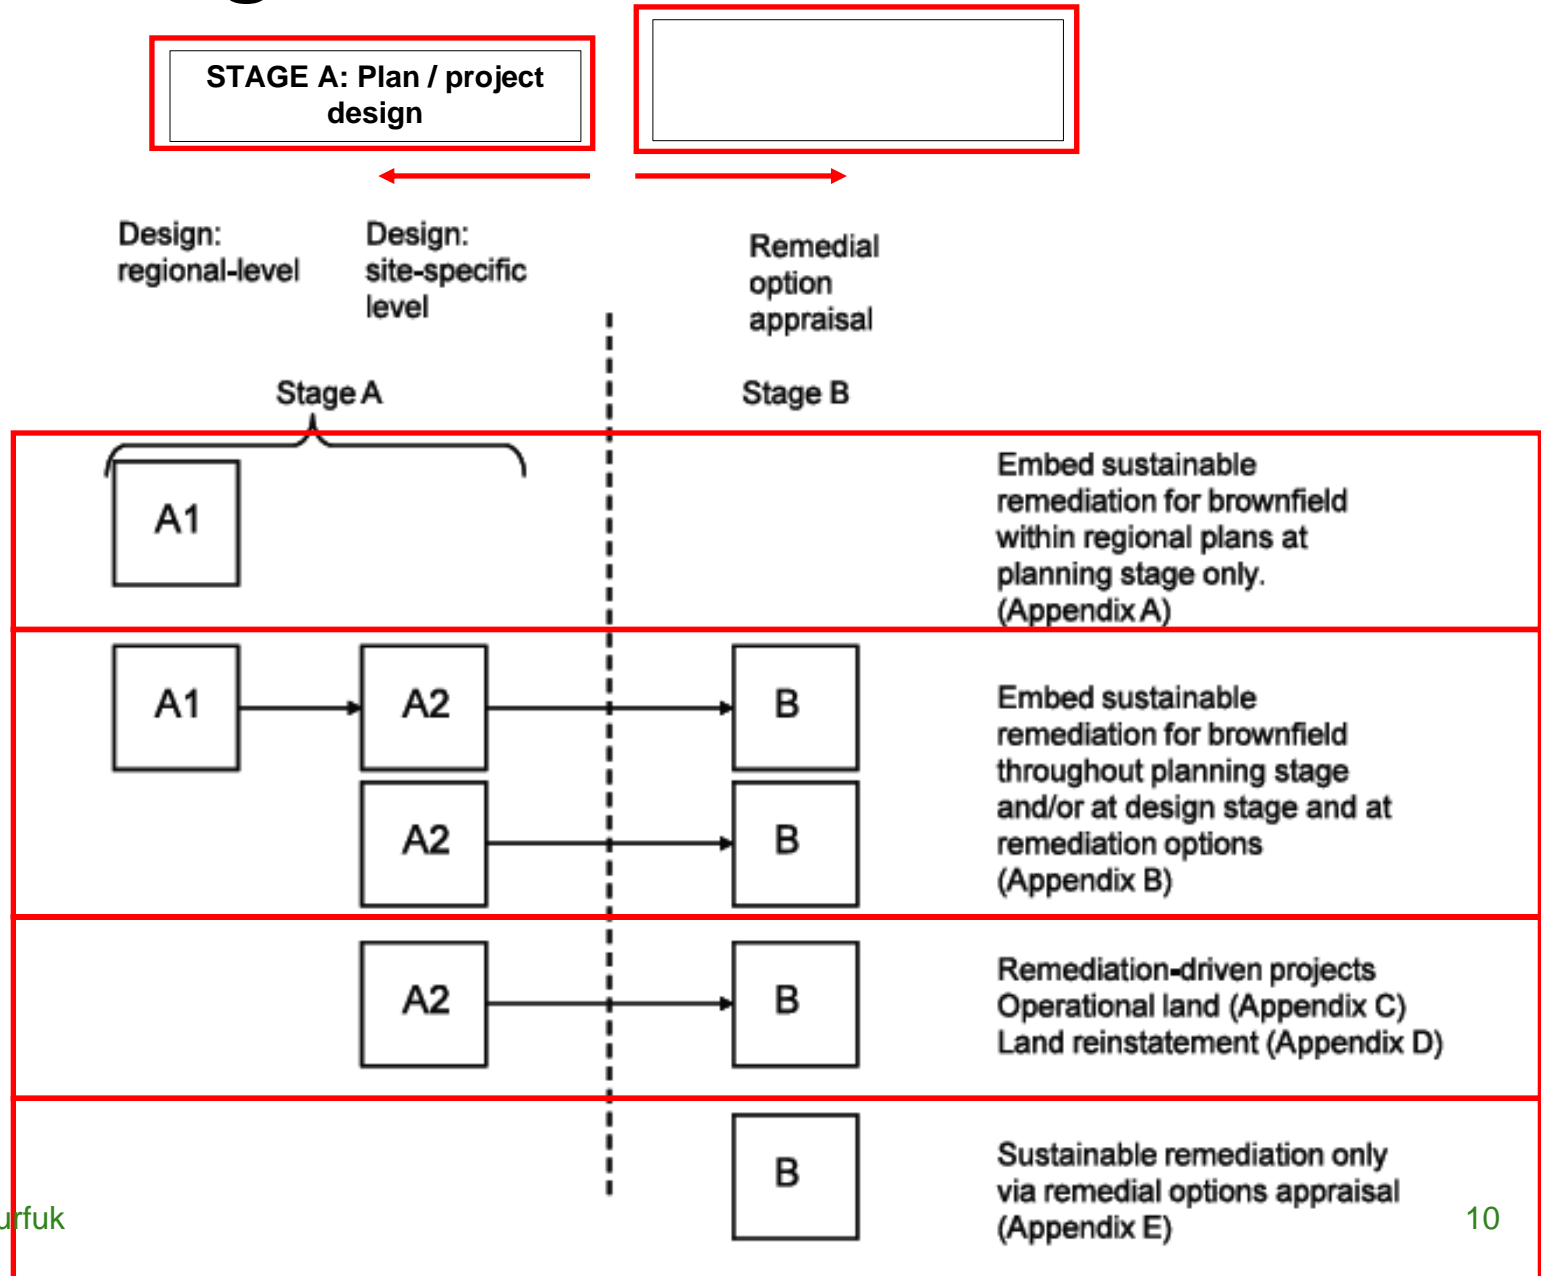 STAGE A: Plan / project
design
Design:
regional-level
Design:
site-specific
level
Remedial
option
appraisal
Stage A
Stage B
A1
Embed sustainable
remediation for brownfield
within regional plans at
planning stage only.
(Appendix A)
A1
A2
B
A2
B
Embed sustainable
remediation for brownfield
throughout planning stage
and/or at design stage and at
remediation options
(Appendix B)
A2
B
Remediation-driven projects
Operational land (Appendix C)
Land reinstatement (Appendix D)
B
Sustainable remediation only
via remedial options appraisal
(Appendix E)
urfuk
10